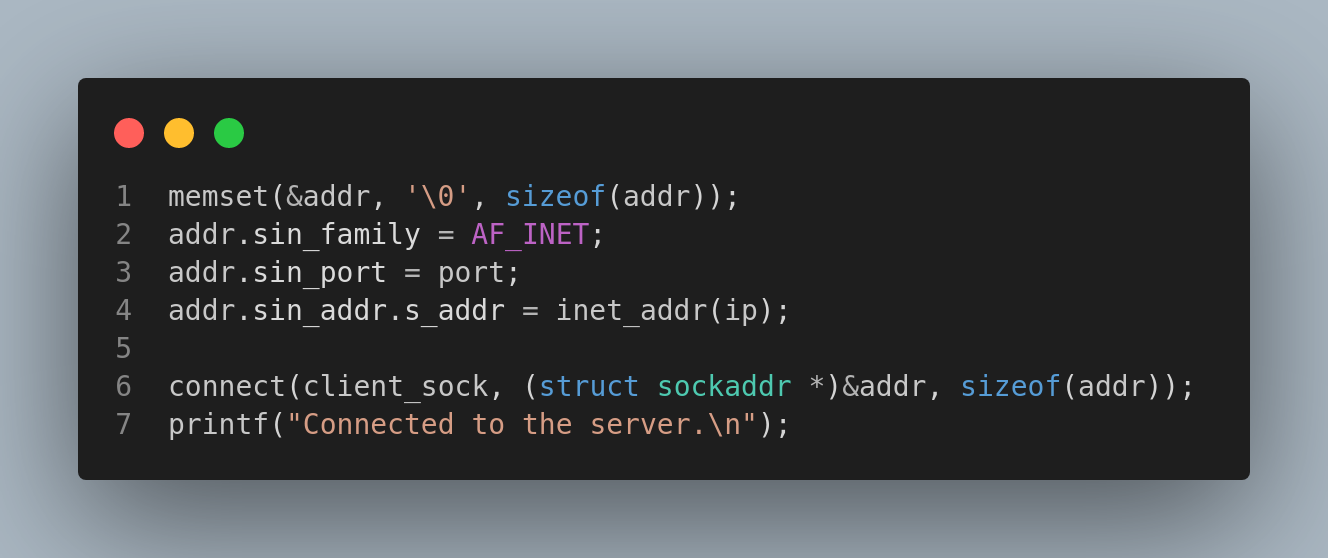 1 memset(&addr, '\0', sizeof(addr));
2 addr.sin_family = AF_INET;
3 addr.sin_port = port;
4 addr.sin_addr.s_addr = inet_addr(ip);
5
6 connect(client_sock, (struct sockaddr *)&addr, sizeof(addr));
7 printf("Connected to the server.\n");